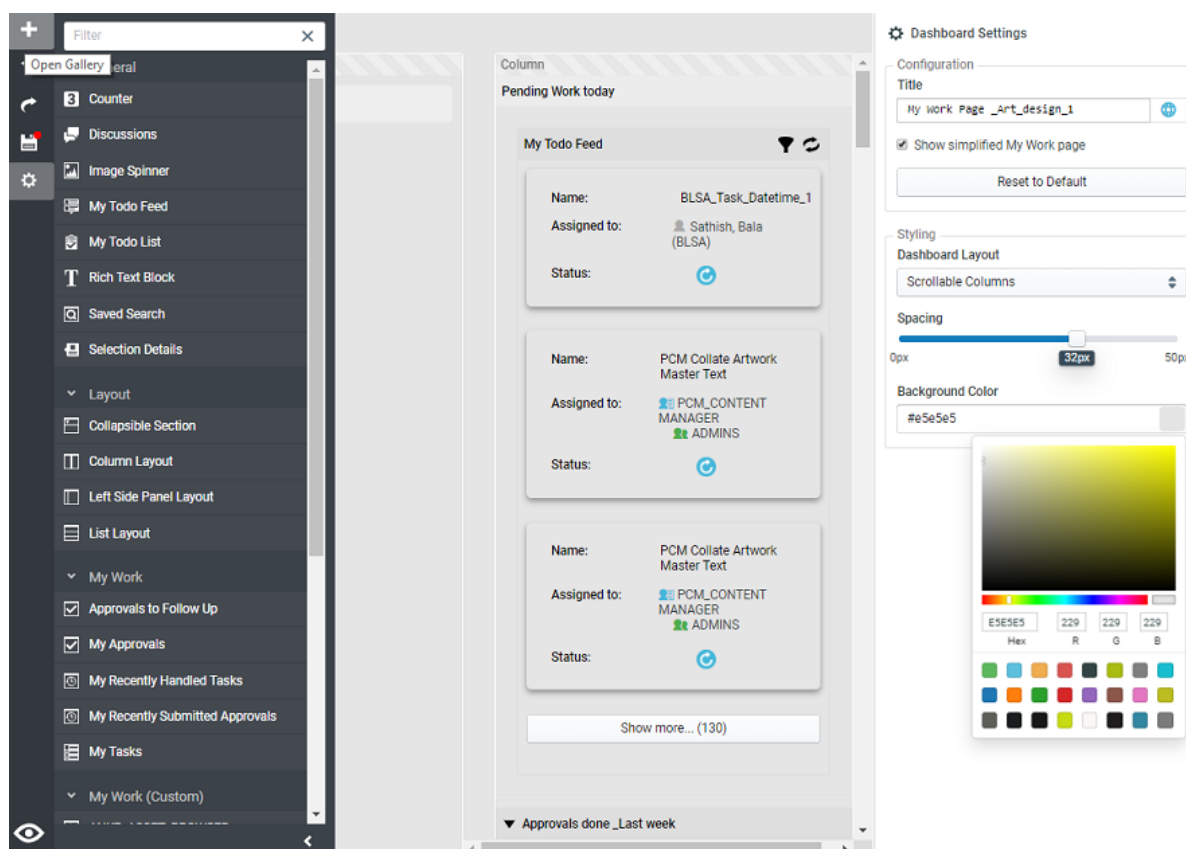 Filter
Open Gallery
eral
Counter
Discussions
Image Spinner
My Todo Feed
My Todo List
Rich Text Block
Saved Search
Selection Details
Layout
Collapsible Section
Column Layout
Left Side Panel Layout
List Layout
My Work
Approvals to Follow Up
My Approvals
My Recently Handled Tasks
My Recently Submitted Approvals
My Tasks
My Work (Custom)
Column
Pending Work today
My Todo Feed
Name: BLSA_Task_Datetime_1
Assigned to: Sathish, Bala
(BLSA)
Status:
Name: PCM Collate Artwork
Master Text
Assigned to: PCM_CONTENT
MANAGER
ADMINS
Status:
Name: PCM Collate Artwork
Master Text
Assigned to: PCM_CONTENT
MANAGER
ADMINS
Status:
Show more... (130)
Approvals done _Last week
Dashboard Settings
Configuration
Title
My Work Page _Art_design_1
Show simplified My Work page
Reset to Default
Styling
Dashboard Layout
Scrollable Columns
Spacing
0px 32px 50px
Background Color
#e5e5e5
E5E5E5 229 229 229
Hex R G B